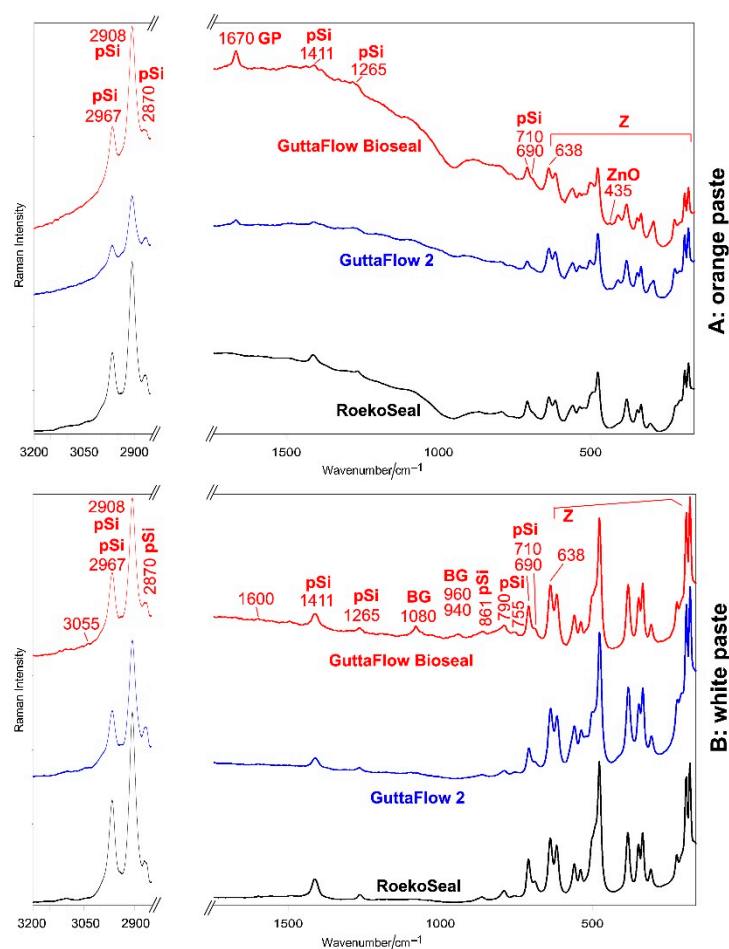 2908
pSi
pSi
2967
pSi
2870
1670 GP
pSi
1411
pSi
1265
pSi
710
690
638
Z
ZnO
435
GuttaFlow Bioseal
GuttaFlow 2
RoekoSeal
Raman Intensity
A: orange paste
3200 3050 2900 1500 1000 500
Wavenumber/cm⁻¹
2908
pSi
pSi
2967
2870 pSi
3055
1600
pSi
1411
pSi
1265
BG
1080
BG
960
940
861 pSi
pSi
790
755
pSi
710
690
638
Z
GuttaFlow Bioseal
GuttaFlow 2
RoekoSeal
Raman Intensity
B: white paste
3200 3050 2900 1500 1000 500
Wavenumber/cm⁻¹